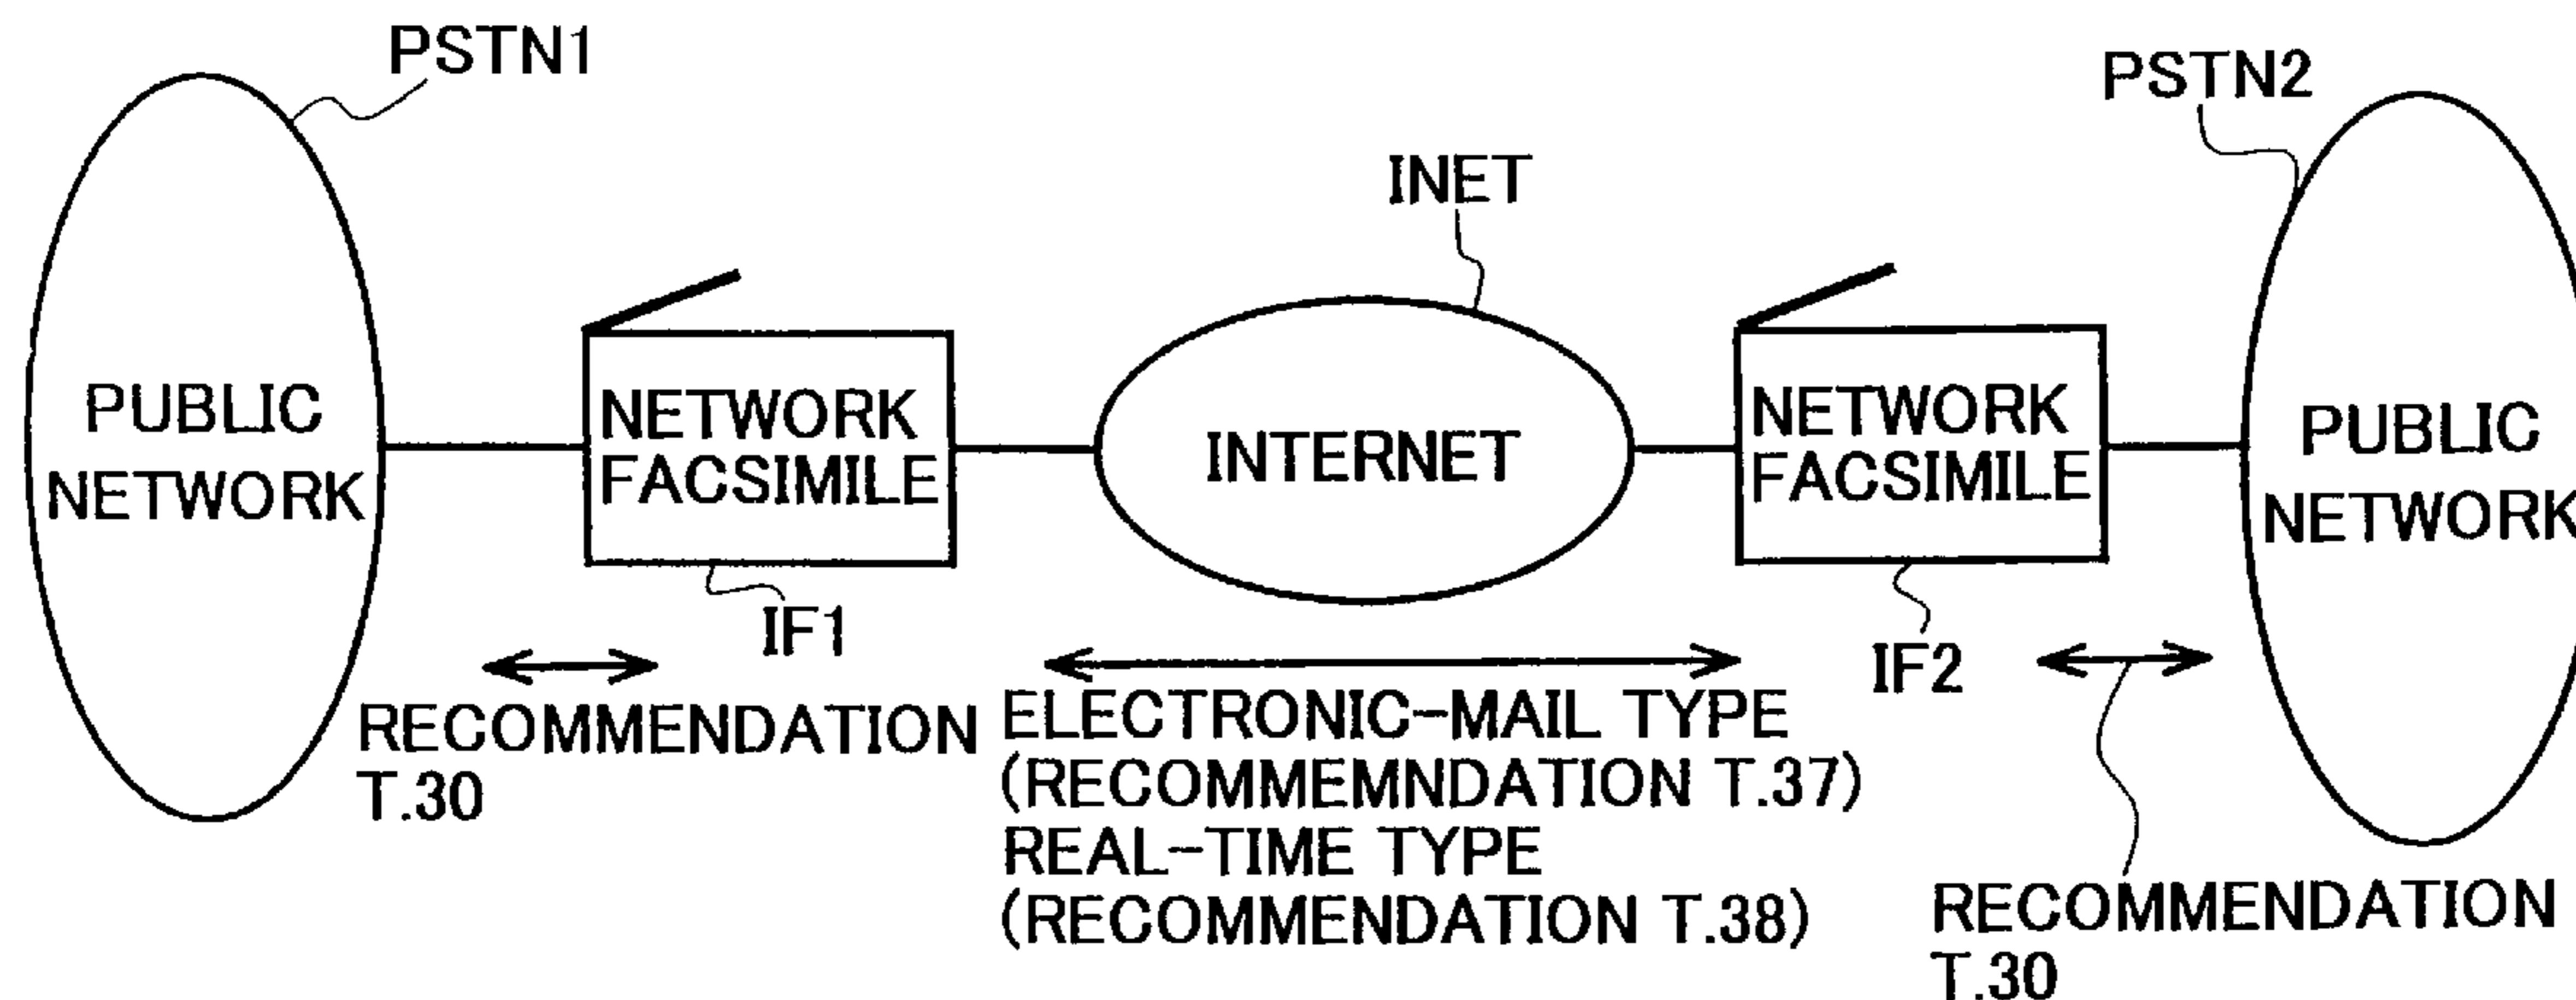 PSTN1
PSTN2
INET
PUBLIC
NETWORK
NETWORK
FACSIMILE
INTERNET
NETWORK
FACSIMILE
PUBLIC
NETWORK
IF1
IF2
RECOMMENDATION
T.30
ELECTRONIC-MAIL TYPE
(RECOMMEMNDATION T.37)
REAL-TIME TYPE
(RECOMMENDATION T.38)
RECOMMENDATION
T.30